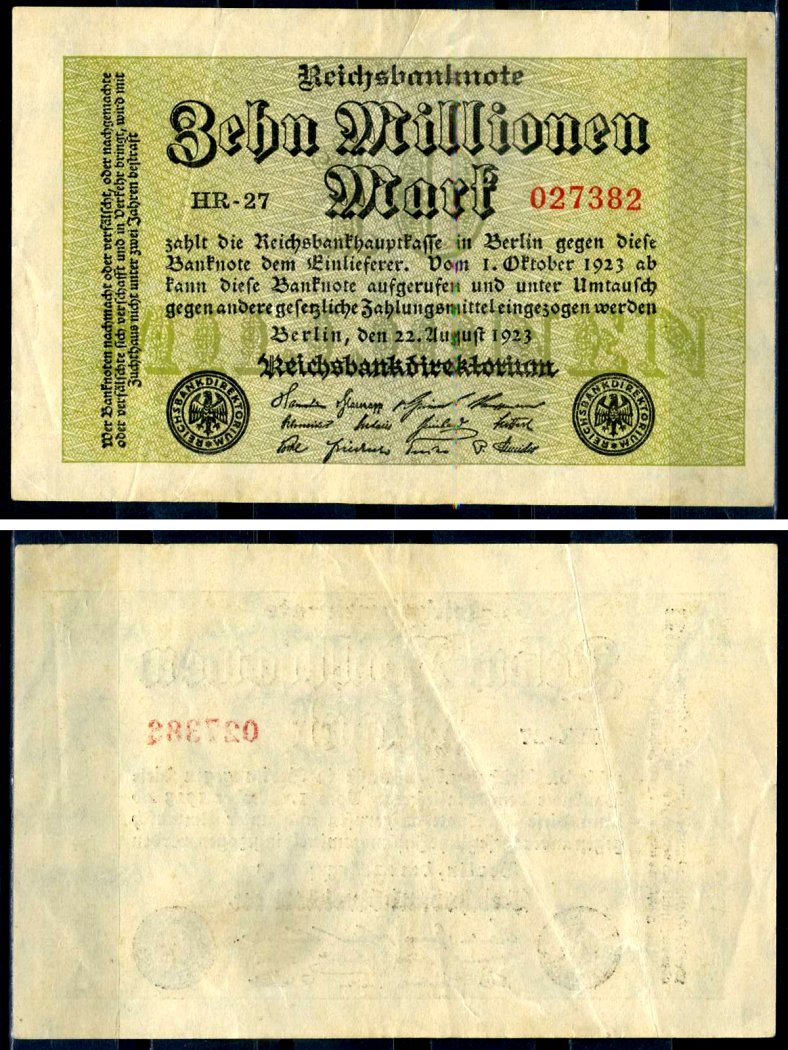 Reichsbanknote
Zehn Millionen
Mark
HR-27
027382
zahlt die Reichsbankhauptkasse in Berlin gegen diese
Banknote dem Einlieferer. Vom 1. Oktober 1923 ab
kann diese Banknote aufgerufen und unter Umtausch
gegen andere gesetzliche Zahlungsmittel eingezogen werden
Berlin, den 22. August 1923
Reichsbankdirektorium
REICHSBANKDIREKTORIUM
REICHSBANKDIREKTORIUM
Wer Banknoten nachmacht oder verfälscht, oder nachgemachte
oder verfälschte sich verschafft und in Verkehr bringt, wird mit
Zuchthaus nicht unter zwei Jahren bestraft
027382